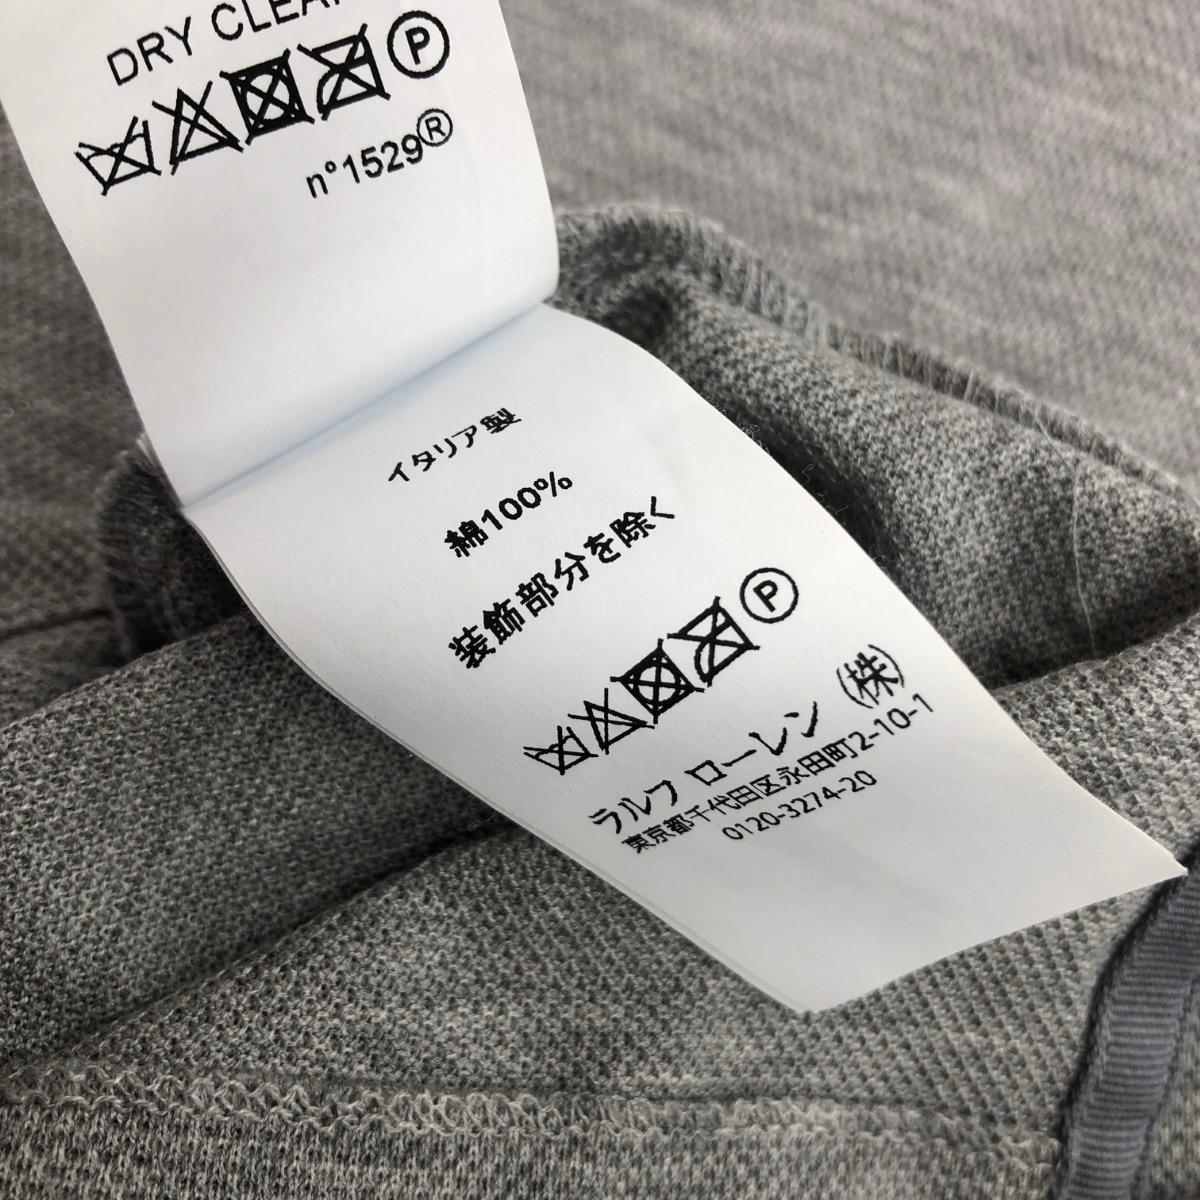 DRY CLEAN
P
n°1529®
イタリア製
綿100%
装飾部分を除く
P
ラルフ ローレン (株)
東京都千代田区永田町2-10-1
0120-3274-20